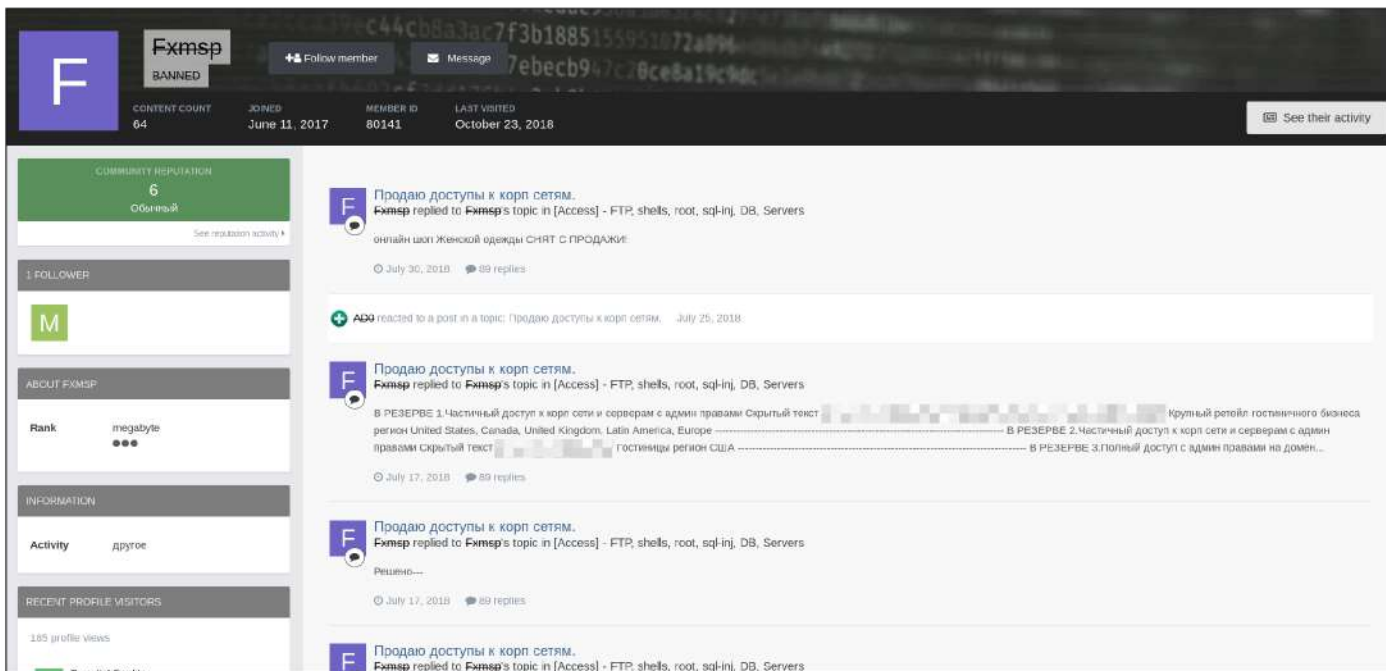 ec44cb8a3ac7f3b1885155951072a896
F
Fxmsp
BANNED
Follow member
Message
CONTENT COUNT
64
JOINED
June 11, 2017
MEMBER ID
80141
LAST VISITED
October 23, 2018
See their activity
COMMUNITY REPUTATION
6
Обычный
See reputation activity
1 FOLLOWER
M
ABOUT FXMSP
Rank megabyte
INFORMATION
Activity другое
RECENT PROFILE VISITORS
185 profile views
F
Продаю доступы к корп сетям.
Fxmsp replied to Fxmsp's topic in [Access] - FTP, shells, root, sql-inj, DB, Servers
онлайн шоп Женской одежды СНЯТ С ПРОДАЖИ!
July 30, 2018 89 replies
AD0 reacted to a post in a topic: Продаю доступы к корп сетям. July 25, 2018
F
Продаю доступы к корп сетям.
Fxmsp replied to Fxmsp's topic in [Access] - FTP, shells, root, sql-inj, DB, Servers
В РЕЗЕРВЕ 1.Частичный доступ к корп сети и серверам с админ правами Скрытый текст Крупный ретейл гостиничного бизнеса
регион United States, Canada, United Kingdom, Latin America, Europe ---------- В РЕЗЕРВЕ 2.Частичный доступ к корп сети и серверам с админ
правами Скрытый текст Гостиницы регион США ---------- В РЕЗЕРВЕ 3.Полный доступ с админ правами на домен...
July 17, 2018 89 replies
F
Продаю доступы к корп сетям.
Fxmsp replied to Fxmsp's topic in [Access] - FTP, shells, root, sql-inj, DB, Servers
Решено---
July 17, 2018 89 replies
F
Продаю доступы к корп сетям.
Fxmsp replied to Fxmsp's topic in [Access] - FTP, shells, root, sql-inj, DB, Servers